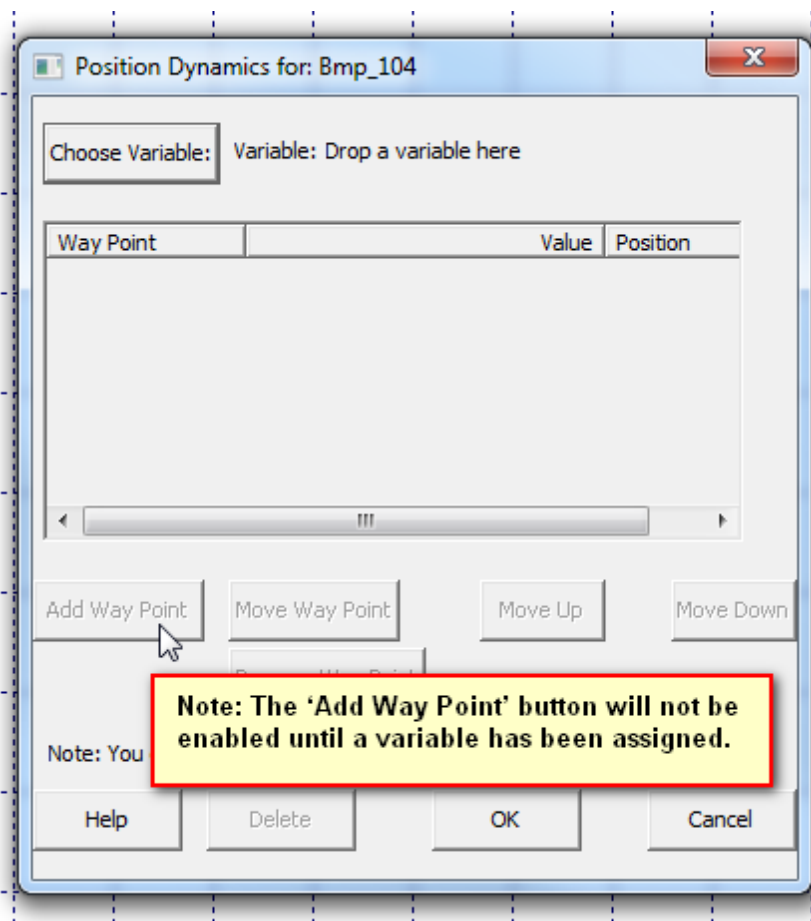 Position Dynamics for: Bmp_104
Choose Variable: Variable: Drop a variable here
Way Point Value Position
Add Way Point Move Way Point Move Up Move Down
Note: The ‘Add Way Point’ button will not be
enabled until a variable has been assigned.
Note: You
Help Delete OK Cancel